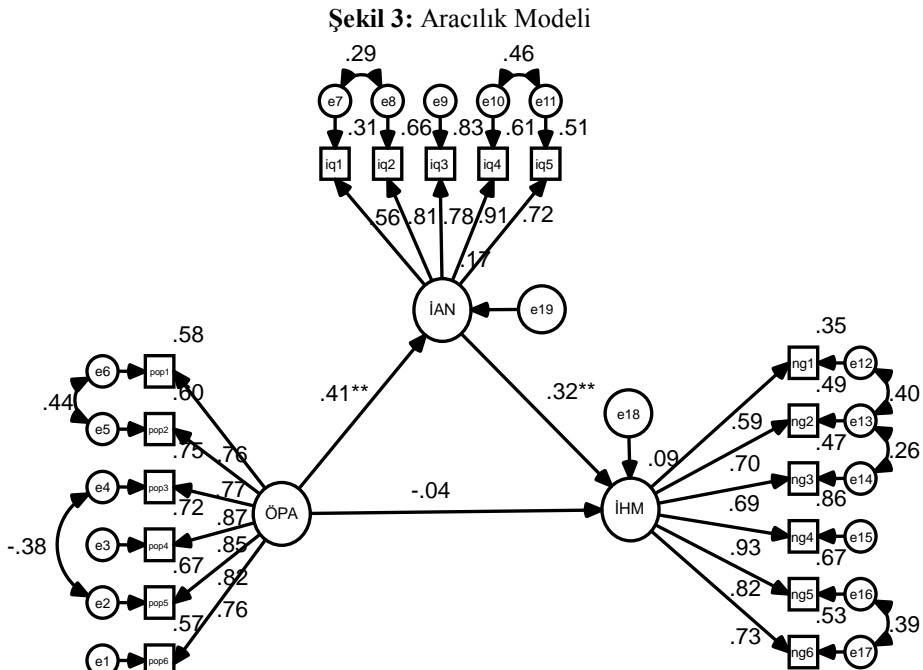 Şekil 3: Aracılık Modeli
.29 .46
e7 e8 e9 e10 e11
.31 .66 .83 .61 .51
iq1 iq2 iq3 iq4 iq5
.56 .81 .78 .91 .72
.17
İAN e19
.58 .35
e6 pop1 ng1 e12
.60 .41** .32** e18 .49
.44 .59 .40
e5 pop2 ng2 e13
.75 .76 .09 .70 .47 .26
e4 pop3 .77 ng3 e14
.72 .87 ÖPA -.04 İHM .69 .86
-.38 e3 pop4 .85 ng4 e15
.67 .82 .93 .67
e2 pop5 .76 .82 ng5 e16
.57 .73 .53 .39
e1 pop6 ng6 e17